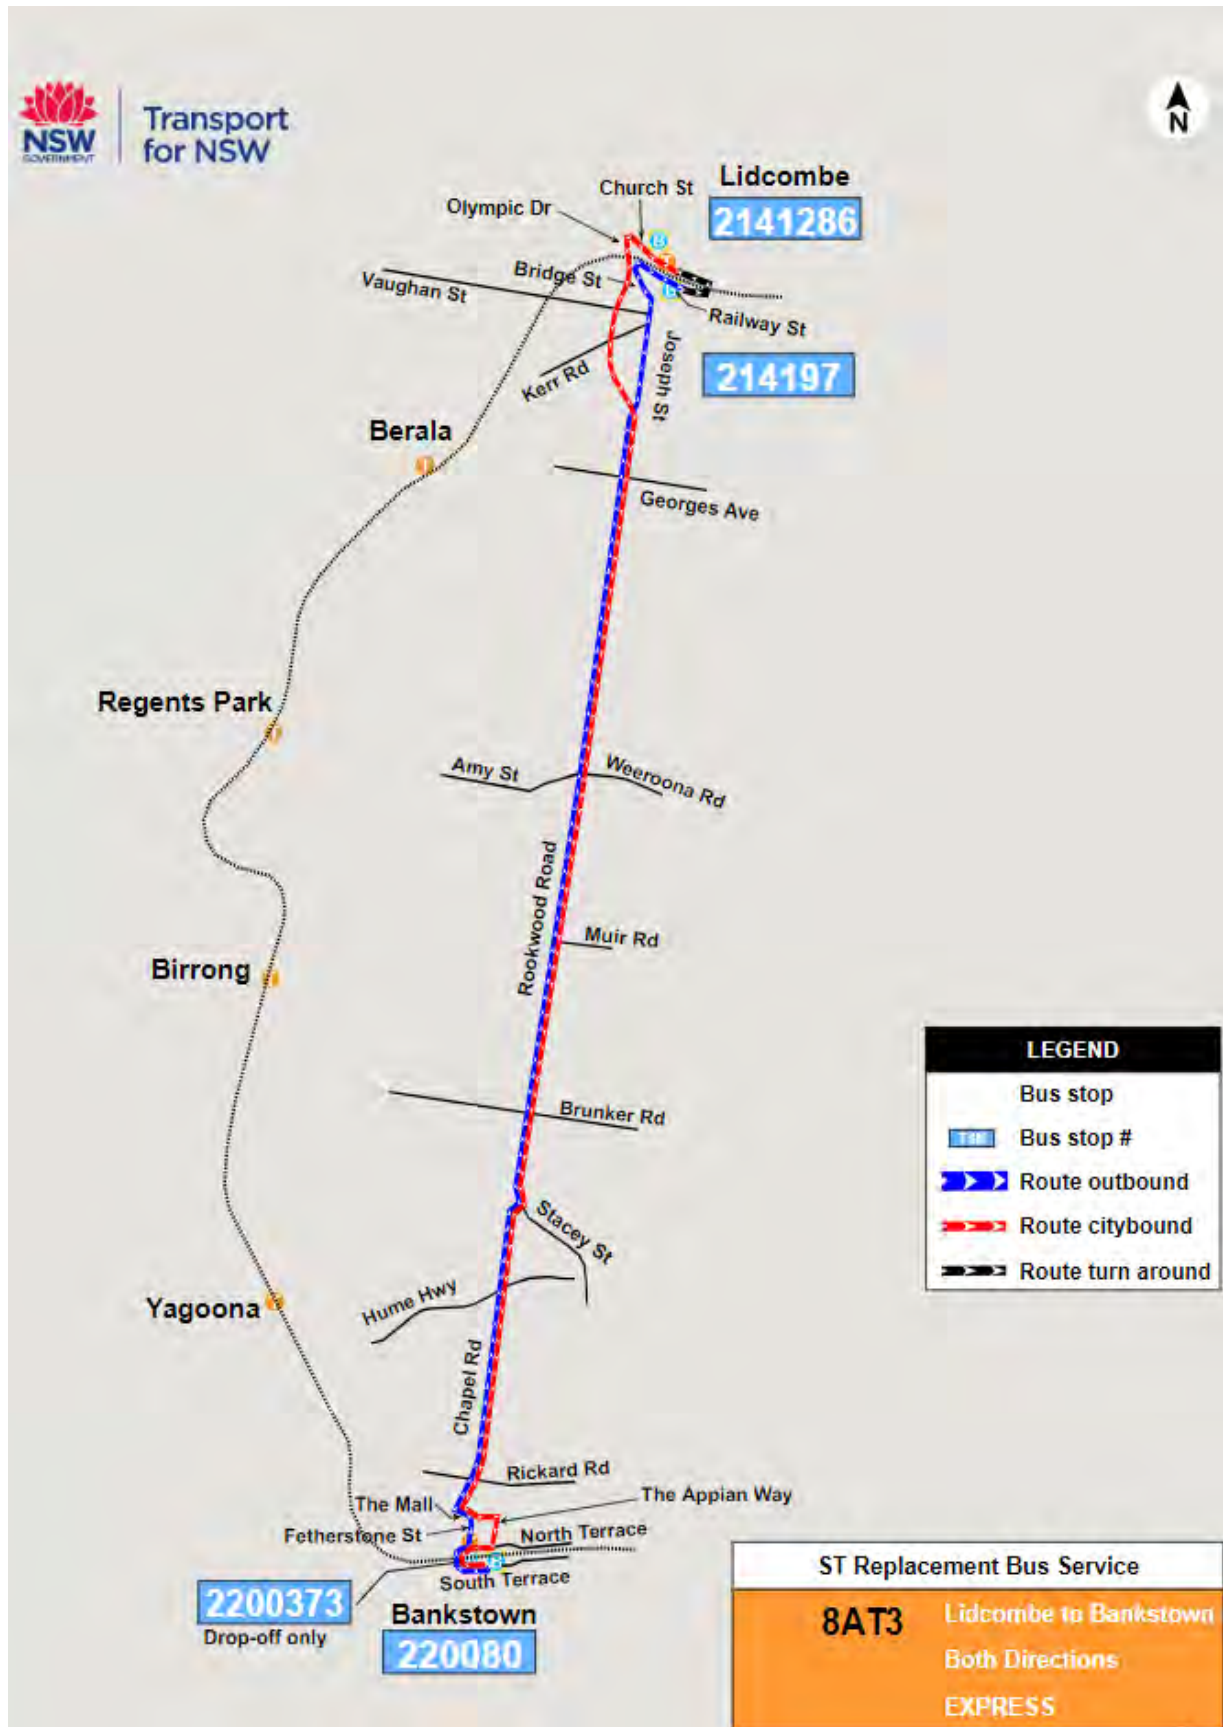 NSW
GOVERNMENT
Transport
for NSW
N
Lidcombe
2141286
Church St
Olympic Dr
Bridge St
Vaughan St
Railway St
Joseph St
Kerr Rd
214197
Berala
Georges Ave
Regents Park
Amy St
Weeroona Rd
Rookwood Road
Muir Rd
Birrong
LEGEND
Bus stop
Bus stop #
Route outbound
Route citybound
Route turn around
Brunker Rd
Stacey St
Hume Hwy
Yagoona
Chapel Rd
Rickard Rd
The Mall
The Appian Way
Fetherstone St
North Terrace
South Terrace
2200373
Drop-off only
Bankstown
220080
ST Replacement Bus Service
8AT3
Lidcombe to Bankstown
Both Directions
EXPRESS